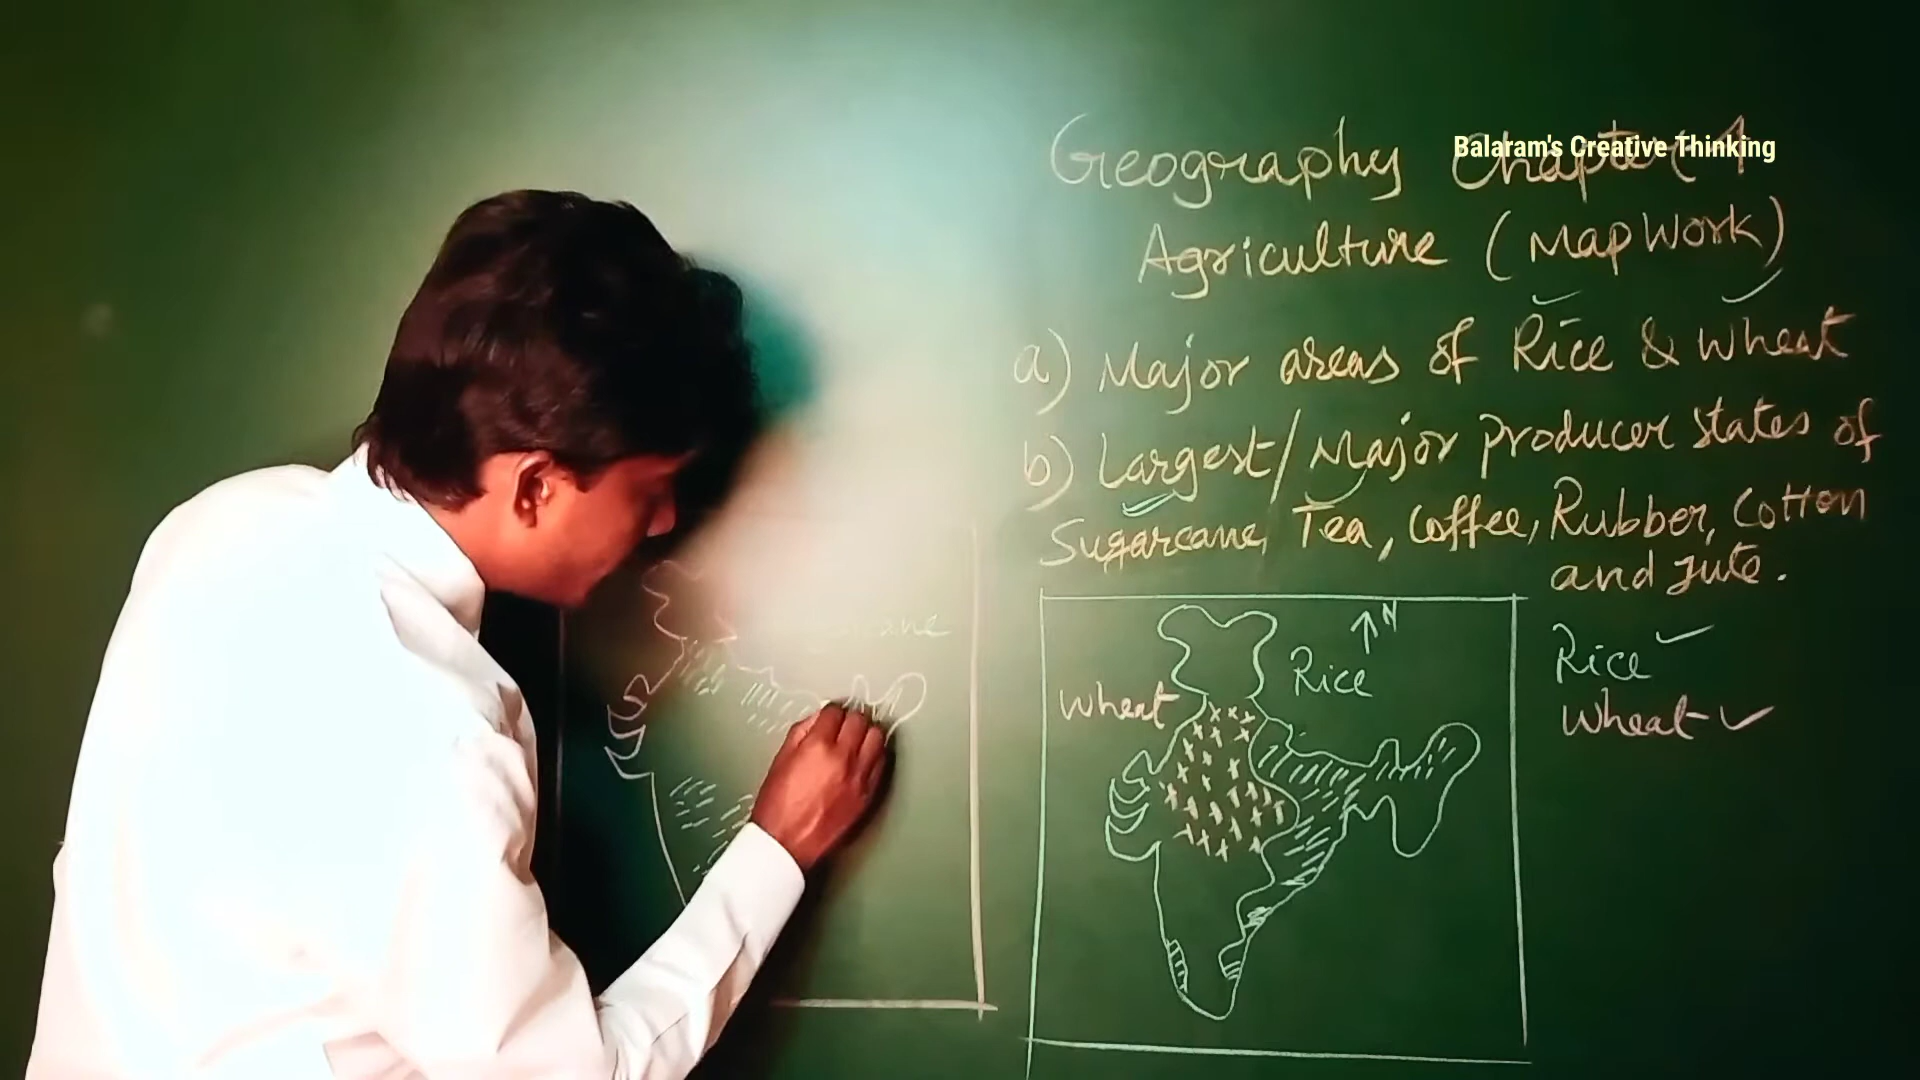 Balaram's Creative Thinking
Geography Chapter 4
Agriculture (Map Work)
a) Major areas of Rice & wheat
b) Largest/Major producer states of
Sugarcane, Tea, Coffee, Rubber, Cotton
and Jute.
N
Rice
Wheat
Rice
Wheat